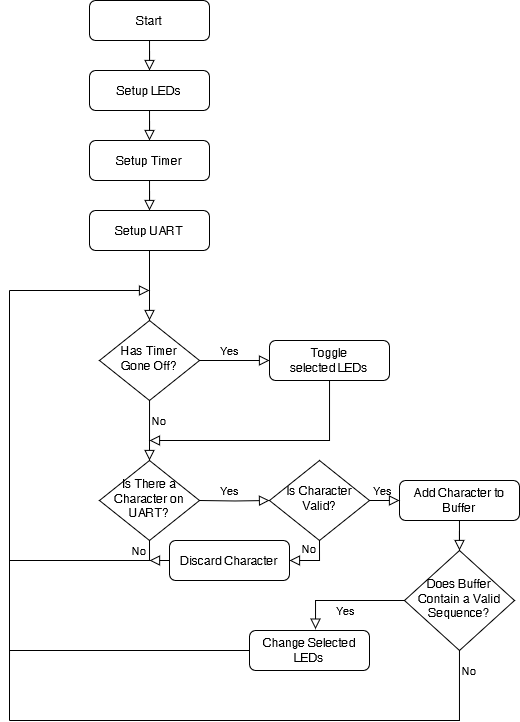 Start
Setup LEDs
Setup Timer
Setup UART
Has Timer
Gone Off?
Yes
Toggle
selected LEDs
No
Is There a
Character on
UART?
Yes
Is Character
Valid?
Yes
Add Character to
Buffer
No
Discard Character
No
Does Buffer
Contain a Valid
Sequence?
Yes
Change Selected
LEDs
No